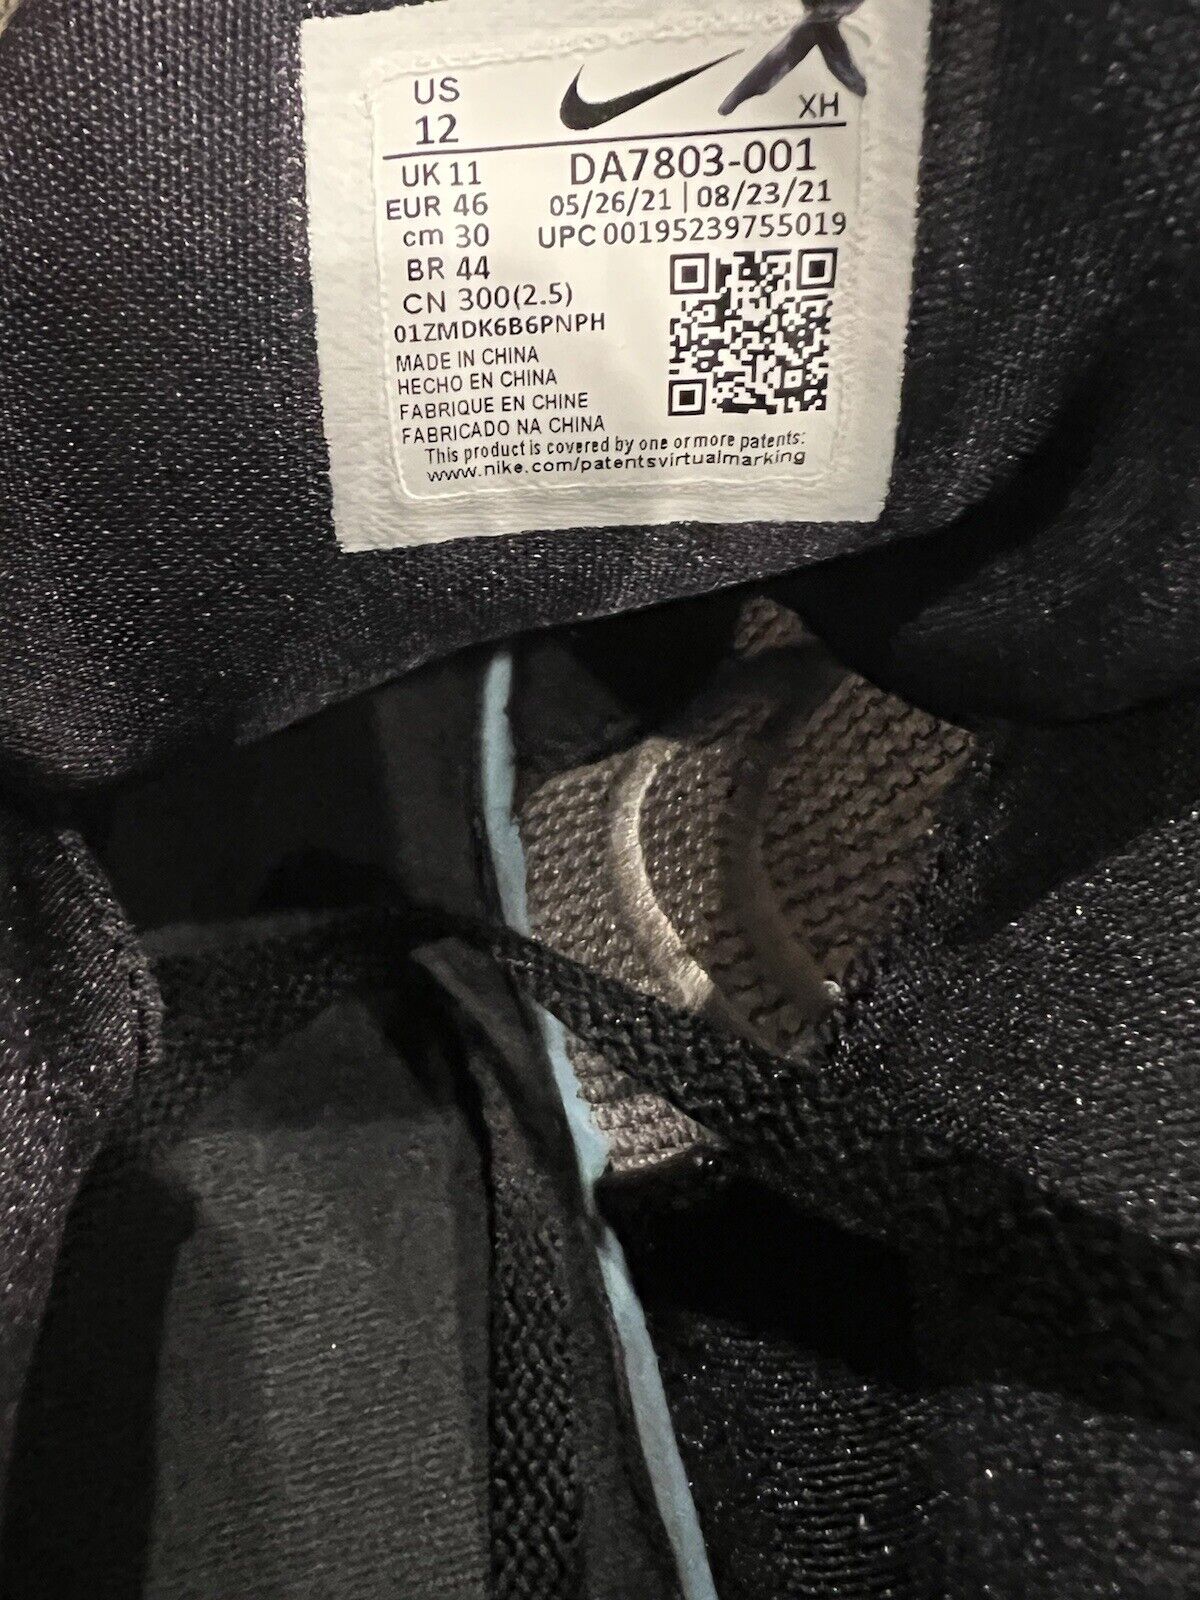 US
12
XH
UK 11
DA7803-001
EUR 46
05/26/21 | 08/23/21
cm 30
UPC 00195239755019
BR 44
CN 300(2.5)
01ZMDK6B6PNPH
MADE IN CHINA
HECHO EN CHINA
FABRIQUE EN CHINE
FABRICADO NA CHINA
This product is covered by one or more patents:
www.nike.com/patentsvirtualmarking